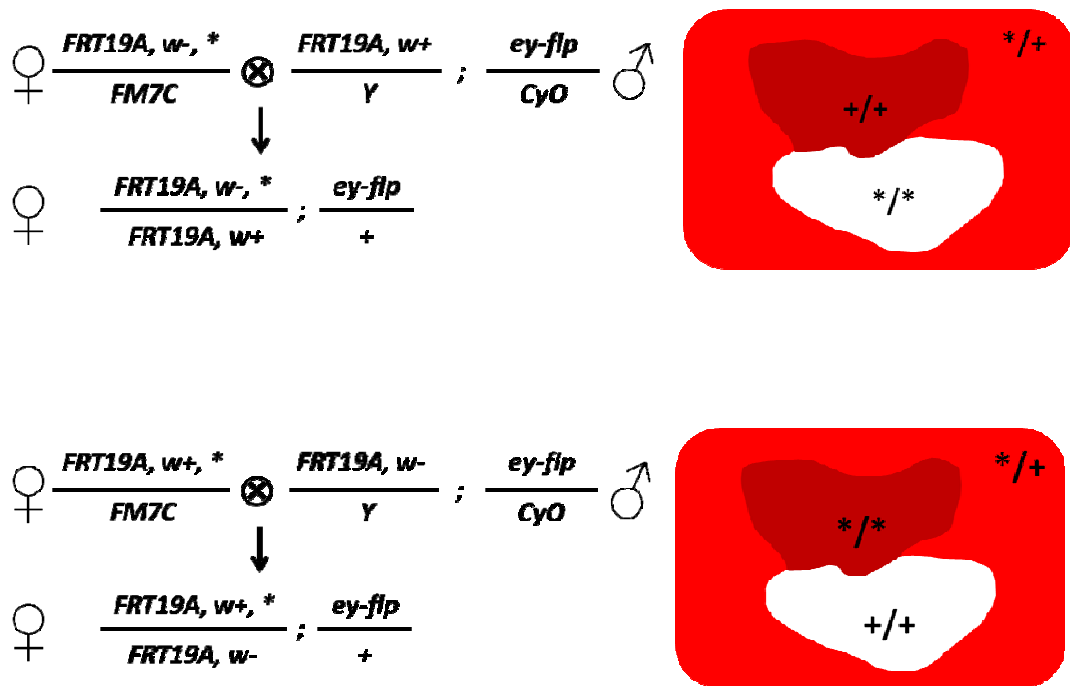 FRT19A, w-, * FRT19A, w+ ; ey-flp */+
FM7C ⊗ Y CyO
+/+
FRT19A, w-, * ; ey-flp
FRT19A, w+ +
*/*
FRT19A, w+, * FRT19A, w- ; ey-flp */+
FM7C ⊗ Y CyO
*/*
FRT19A, w+, * ; ey-flp
FRT19A, w- +
+/+